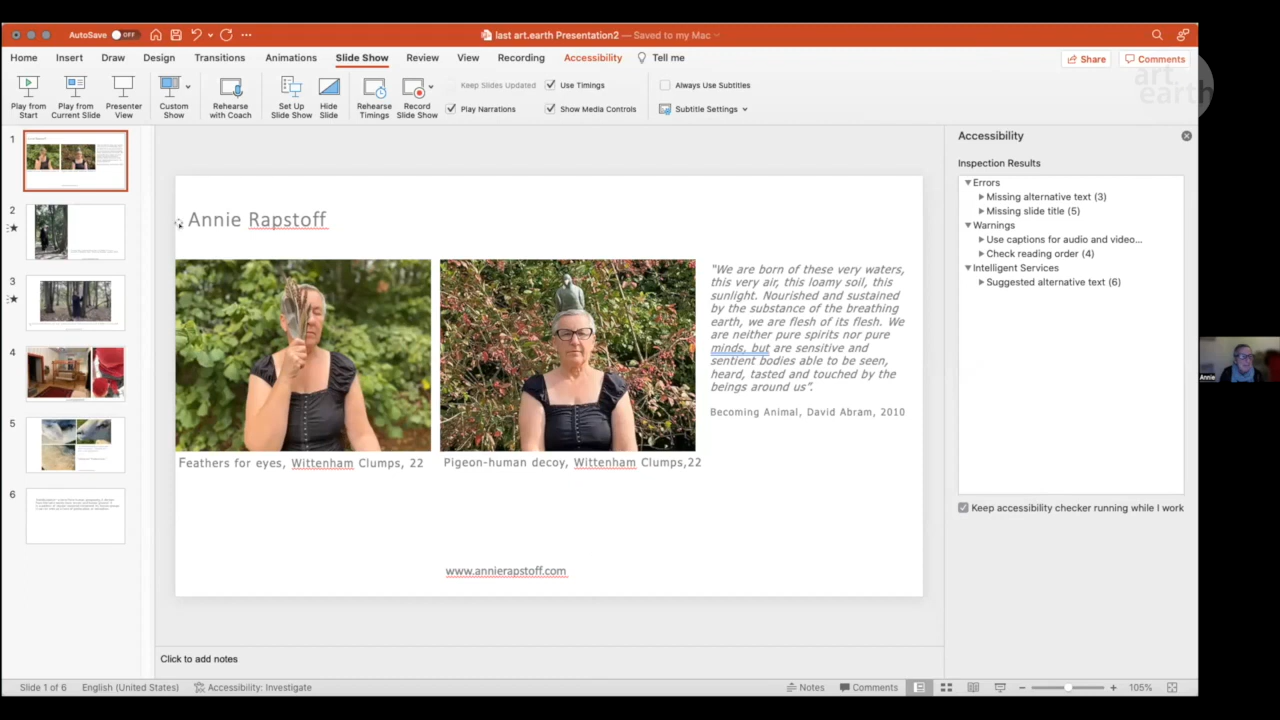 AutoSave OFF
last art.earth Presentation2 — Saved to my Mac
Home Insert Draw Design Transitions Animations Slide Show Review View Recording Accessibility Tell me
Share Comments
art.
earth
Play from Start
Play from Current Slide
Presenter View
Custom Show
Rehearse with Coach
Set Up Slide Show
Hide Slide
Rehearse Timings
Record Slide Show
Keep Slides Updated
Use Timings
Play Narrations
Show Media Controls
Always Use Subtitles
Subtitle Settings
1
2
3
4
5
6
Annie Rapstoff
"We are born of these very waters,
this very air, this loamy soil, this
sunlight. Nourished and sustained
by the substance of the breathing
earth, we are flesh of its flesh. We
are neither pure spirits nor pure
minds, but are sensitive and
sentient bodies able to be seen,
heard, tasted and touched by the
beings around us”.
Becoming Animal, David Abram, 2010
Feathers for eyes, Wittenham Clumps, 22
Pigeon-human decoy, Wittenham Clumps,22
www.annierapstoff.com
Accessibility
Inspection Results
Errors
Missing alternative text (3)
Missing slide title (5)
Warnings
Use captions for audio and video...
Check reading order (4)
Intelligent Services
Suggested alternative text (6)
Keep accessibility checker running while I work
Annie
Click to add notes
Slide 1 of 6 English (United States) Accessibility: Investigate
Notes Comments 105%